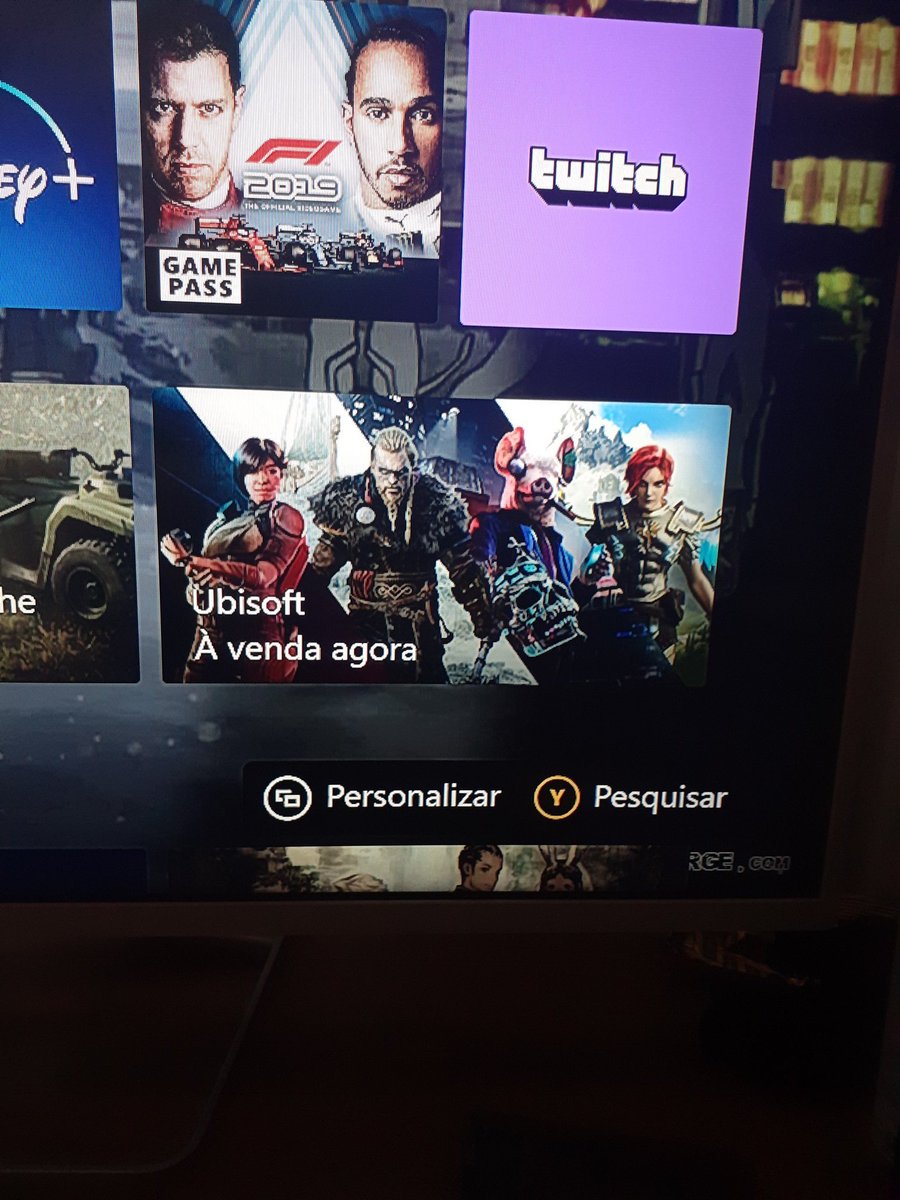 ey+
F1
2019
THE OFFICIAL VIDEOGAME
GAME
PASS
twitch
he
Ubisoft
À venda agora
Personalizar
Y Pesquisar
RGE.COM